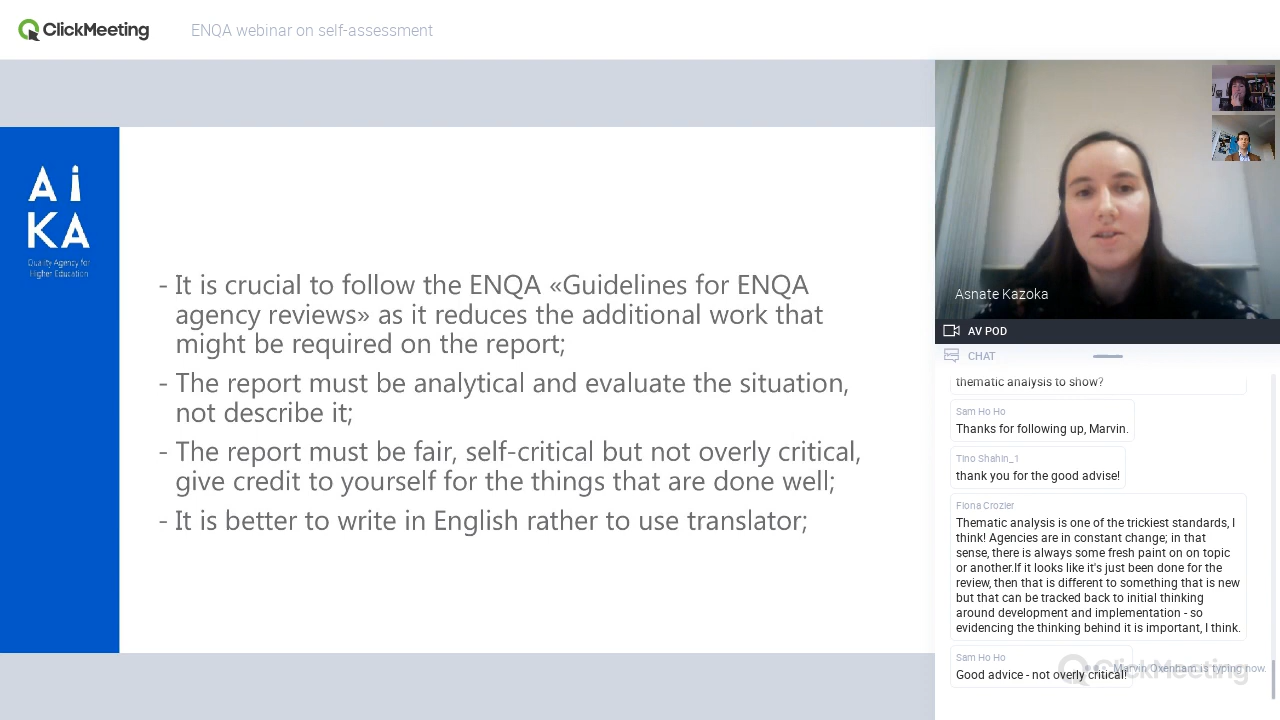 ClickMeeting
ENQA webinar on self-assessment
AiKA
Quality Agency for
Higher Education
- It is crucial to follow the ENQA «Guidelines for ENQA
agency reviews» as it reduces the additional work that
might be required on the report;
- The report must be analytical and evaluate the situation,
not describe it;
- The report must be fair, self-critical but not overly critical,
give credit to yourself for the things that are done well;
- It is better to write in English rather to use translator;
Asnate Kazoka
AV POD
CHAT
thematic analysis to show?
Sam Ho Ho
Thanks for following up, Marvin.
Tino Shahin_1
thank you for the good advise!
Fiona Crozier
Thematic analysis is one of the trickiest standards, I
think! Agencies are in constant change; in that
sense, there is always some fresh paint on on topic
or another.If it looks like it's just been done for the
review, then that is different to something that is new
but that can be tracked back to initial thinking
around development and implementation - so
evidencing the thinking behind it is important, I think.
Sam Ho Ho
Good advice - not overly critical!
Marvin Oxenham is typing now.
ClickMeeting